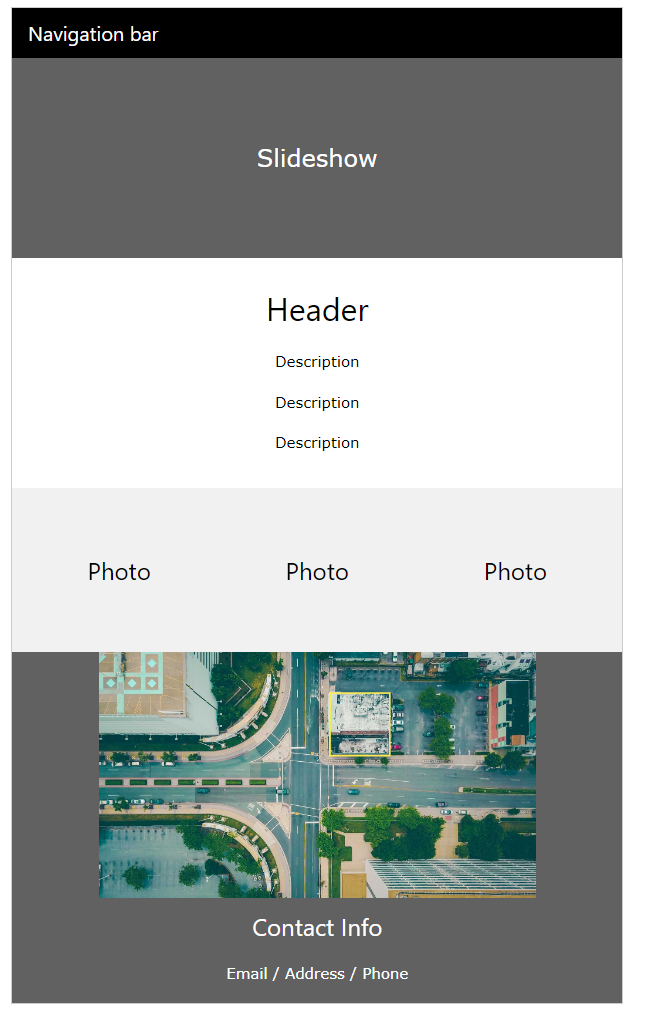 Navigation bar
Slideshow
Header
Description
Description
Description
Photo Photo Photo
Contact Info
Email / Address / Phone